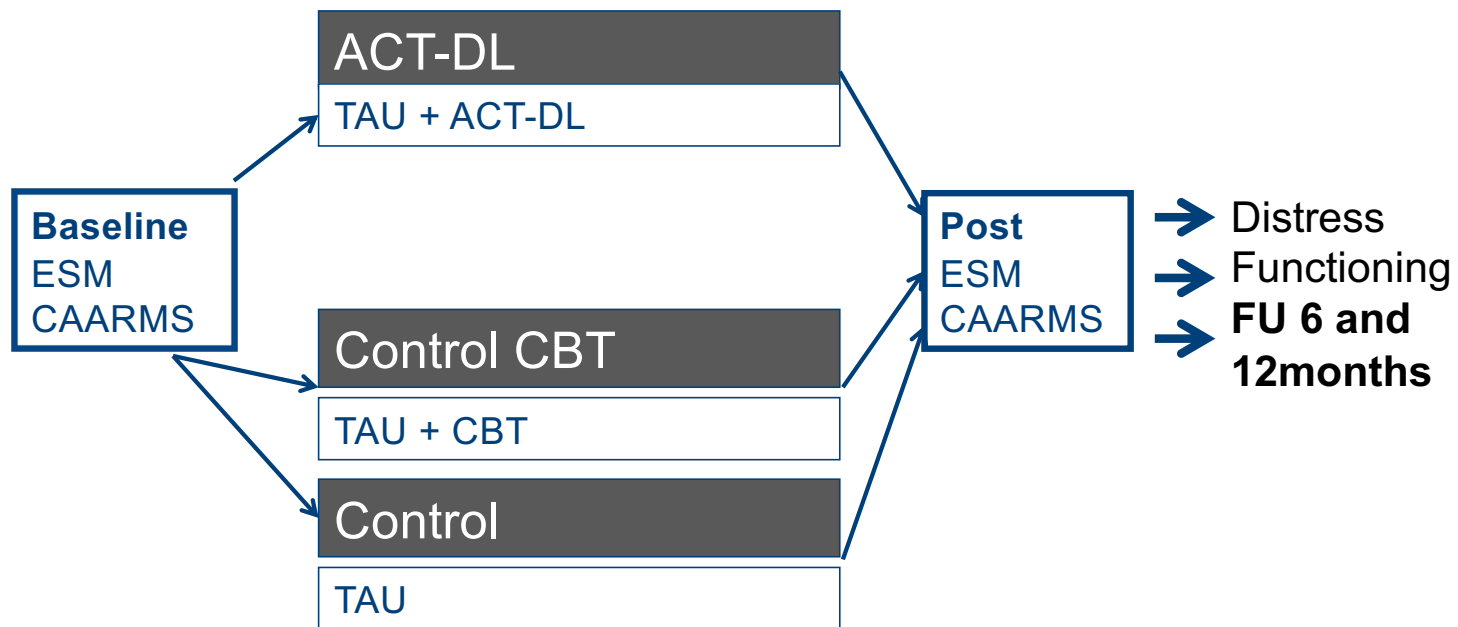 ACT-DL
TAU + ACT-DL
Baseline
ESM
CAARMS
Control CBT
TAU + CBT
Control
TAU
Post
ESM
CAARMS
Distress
Functioning
FU 6 and
12months